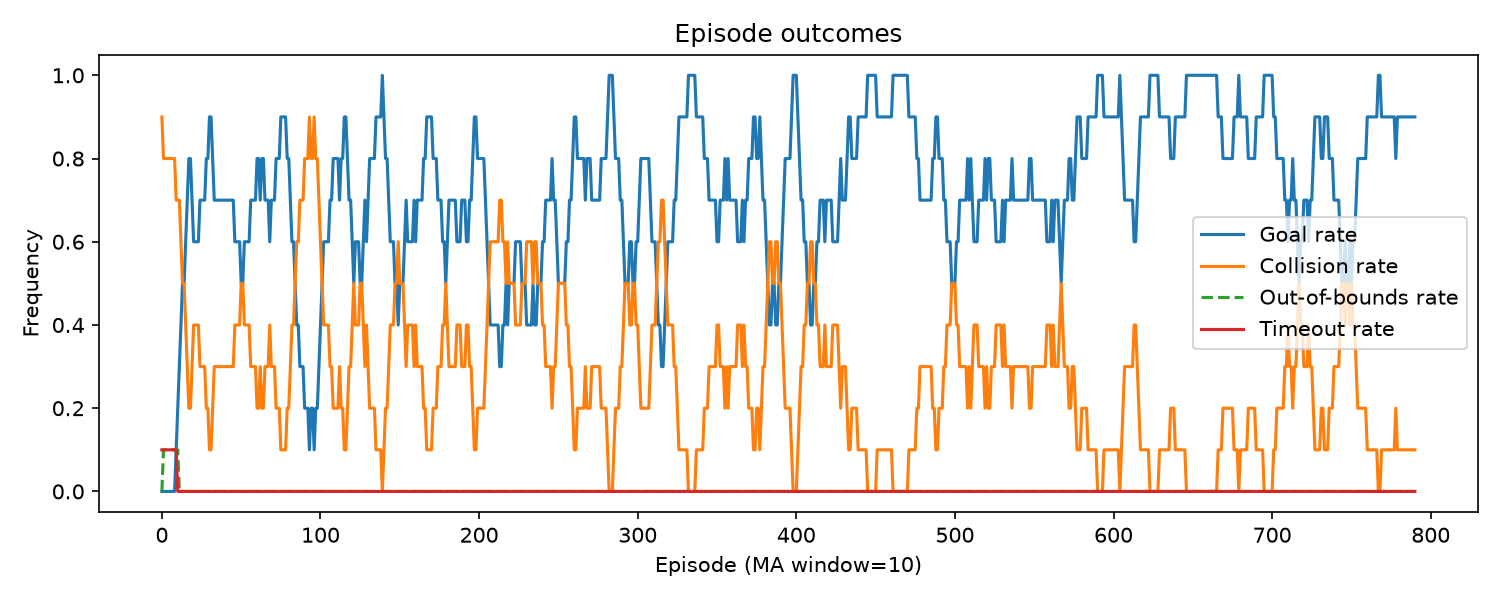 Episode outcomes
Frequency
1.0
0.8
0.6
0.4
0.2
0.0
Goal rate
Collision rate
Out-of-bounds rate
Timeout rate
0 100 200 300 400 500 600 700 800
Episode (MA window=10)